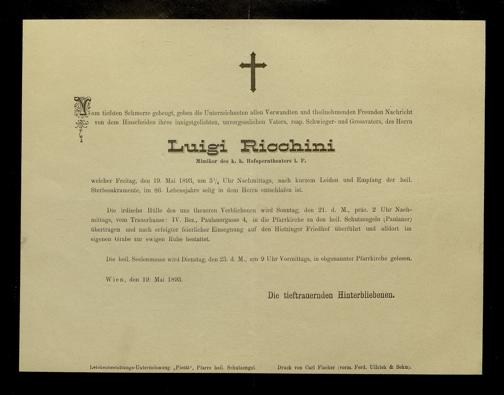 Vom tiefsten Schmerze gebeugt, geben die Unterzeichneten allen Verwandten und theilnehmenden Freunden Nachricht
von dem Hinscheiden ihres innigstgeliebten, unvergesslichen Vaters, resp. Schwieger- und Grossvaters, des Herrn
Luigi Ricchini
Mimiker des k. k. Hofoperntheaters i. P.
welcher Freitag, den 19. Mai 1893, um 5 Uhr Nachmittags, nach kurzem Leiden und Empfang der heil.
Sterbesakramente, im 86. Lebensjahre selig in dem Herrn entschlafen ist.
Die irdische Hülle des uns theueren Verblichenen wird Sonntag, den 21. d. M., präc. 2 Uhr Nach-
mittags, vom Trauerhause: IV. Bez., Paulanergasse 4, in die Pfarrkirche zu den heil. Schutzengeln (Paulaner)
übertragen und nach erfolgter feierlicher Einsegnung auf den Hietzinger Friedhof überführt und alldort im
eigenen Grabe zur ewigen Ruhe bestattet.
Die heil. Seelenmesse wird Dienstag, den 23. d. M., um 9 Uhr Vormittags, in obgenannter Pfarrkirche gelesen.
Wien, den 19. Mai 1893.
Die tieftrauernden Hinterbliebenen.
Leichenbestattungs-Unternehmung „Pietät“, Pfarre heil. Schutzengel.
Druck von Carl Fischer (vorm. Ferd. Ullrich & Sohn).